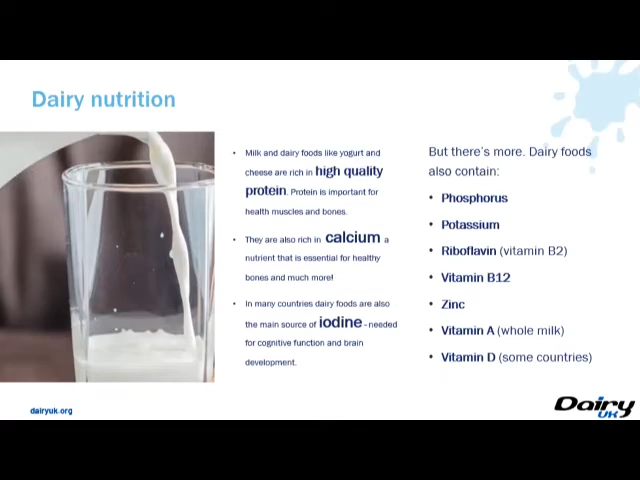 Dairy nutrition
• Milk and dairy foods like yogurt and
cheese are rich in high quality
protein. Protein is important for
health muscles and bones.
• They are also rich in calcium a
nutrient that is essential for healthy
bones and much more!
• In many countries dairy foods are also
the main source of iodine – needed
for cognitive function and brain
development.
But there's more. Dairy foods
also contain:
• Phosphorus
• Potassium
• Riboflavin (vitamin B2)
• Vitamin B12
• Zinc
• Vitamin A (whole milk)
• Vitamin D (some countries)
dairyuk.org
Dairy
UK